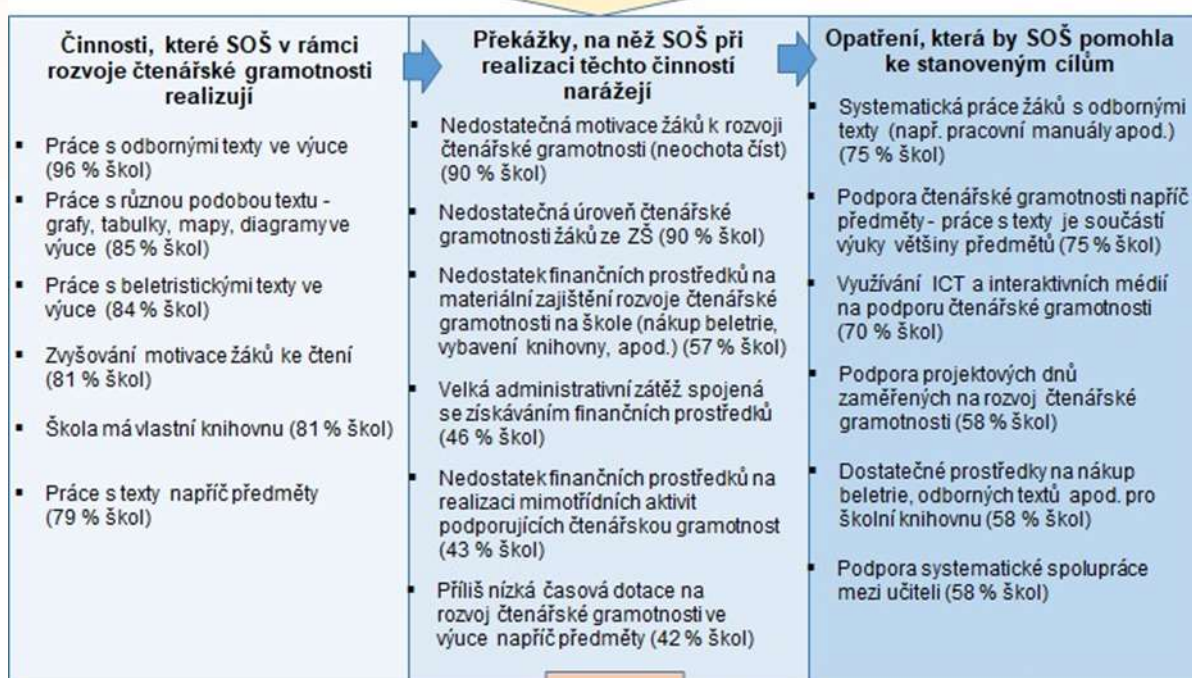 Činnosti, které SOŠ v rámci
rozvoje čtenářské gramotnosti
realizují
▪ Práce s odbornými texty ve výuce
(96 % škol)
▪ Práce s různou podobou textu -
grafy, tabulky, mapy, diagramy ve
výuce (85 % škol)
▪ Práce s beletristickými texty ve
výuce (84 % škol)
▪ Zvyšování motivace žáků ke čtení
(81 % škol)
▪ Škola má vlastní knihovnu (81 % škol)
▪ Práce s texty napříč předměty
(79 % škol)
Překážky, na něž SOŠ při
realizaci těchto činností
narážejí
▪ Nedostatečná motivace žáků k rozvoji
čtenářské gramotnosti (neochota číst)
(90 % škol)
▪ Nedostatečná úroveň čtenářské
gramotnosti žáků ze ZŠ (90 % škol)
▪ Nedostatek finančních prostředků na
materiální zajištění rozvoje čtenářské
gramotnosti na škole (nákup beletrie,
vybavení knihovny, apod.) (57 % škol)
▪ Velká administrativní zátěž spojená
se získáváním finančních prostředků
(46 % škol)
▪ Nedostatek finančních prostředků na
realizaci mimotřídních aktivit
podporujících čtenářskou gramotnost
(43 % škol)
▪ Příliš nízká časová dotace na
rozvoj čtenářské gramotnosti ve
výuce napříč předměty (42 % škol)
Opatření, která by SOŠ pomohla
ke stanoveným cílům
▪ Systematická práce žáků s odbornými
texty (např. pracovní manuály apod.)
(75 % škol)
▪ Podpora čtenářské gramotnosti napříč
předměty - práce s texty je součástí
výuky většiny předmětů (75 % škol)
▪ Využívání ICT a interaktivních médií
na podporu čtenářské gramotnosti
(70 % škol)
▪ Podpora projektových dnů
zaměřených na rozvoj čtenářské
gramotnosti (58 % škol)
▪ Dostatečné prostředky na nákup
beletrie, odborných textů apod. pro
školní knihovnu (58 % škol)
▪ Podpora systematické spolupráce
mezi učiteli (58 % škol)